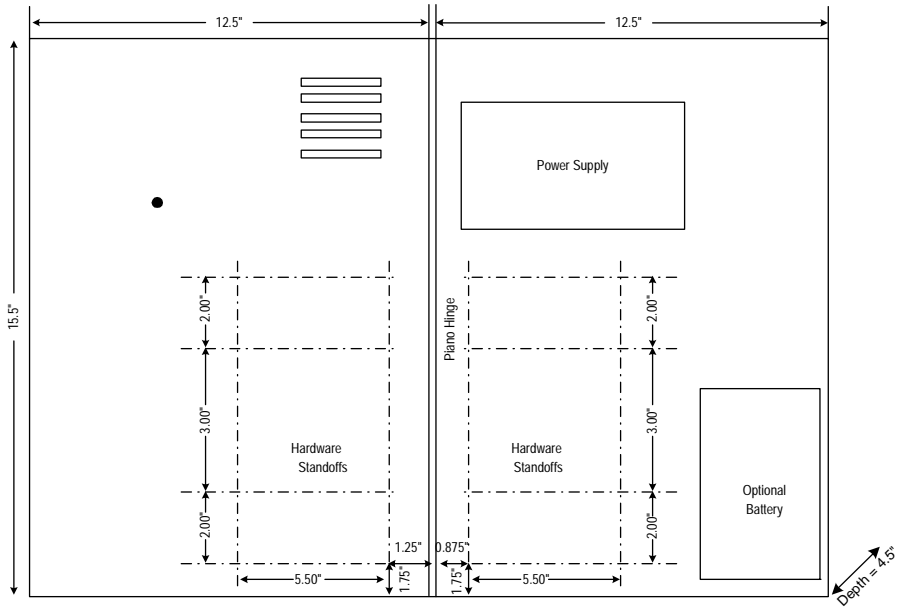 12.5"
12.5"
Power Supply
15.5"
2.00"
Piano Hinge
2.00"
3.00"
3.00"
Hardware
Standoffs
Hardware
Standoffs
Optional
Battery
2.00"
2.00"
1.25"
0.875"
5.50"
1.75"
1.75"
5.50"
Depth = 4.5"